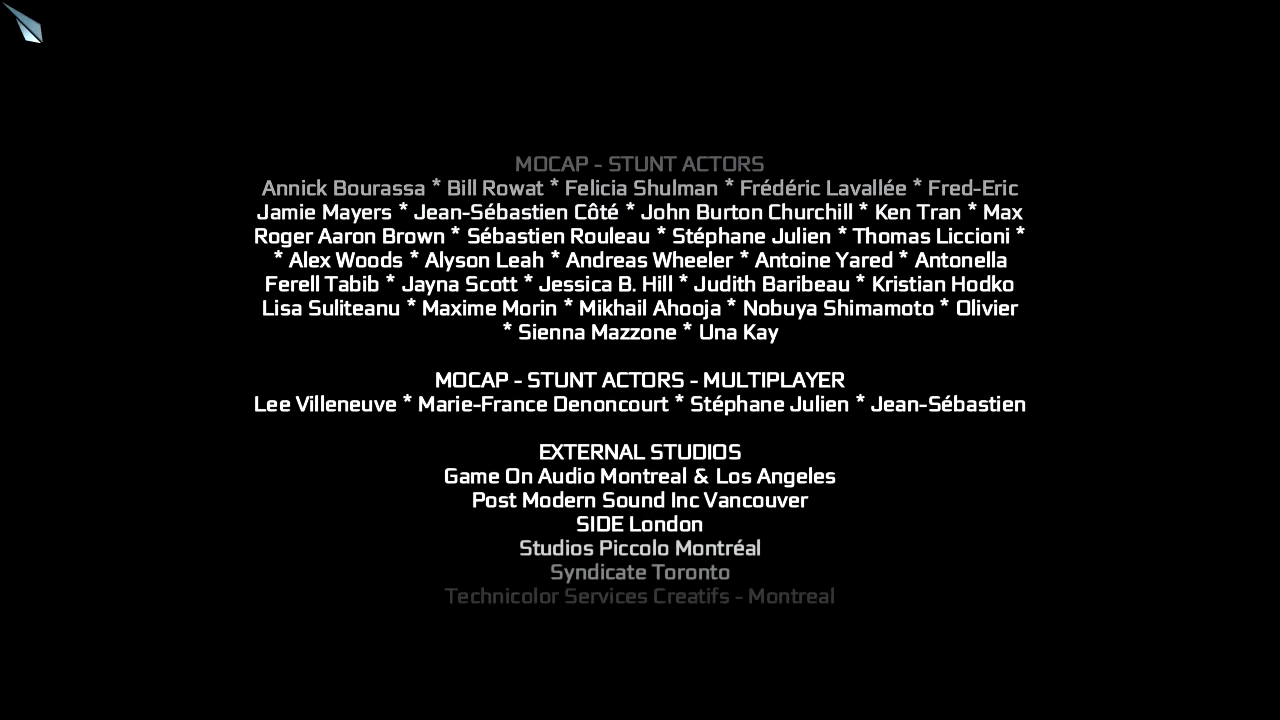 MOCAP - STUNT ACTORS
Annick Bourassa * Bill Rowat * Felicia Shulman * Frédéric Lavallée * Fred-Eric
Jamie Mayers * Jean-Sébastien Côté * John Burton Churchill * Ken Tran * Max
Roger Aaron Brown * Sébastien Rouleau * Stéphane Julien * Thomas Liccioni *
* Alex Woods * Alyson Leah * Andreas Wheeler * Antoine Yared * Antonella
Ferell Tabib * Jayna Scott * Jessica B. Hill * Judith Baribeau * Kristian Hodko
Lisa Suliteanu * Maxime Morin * Mikhail Ahooja * Nobuya Shimamoto * Olivier
* Sienna Mazzone * Una Kay
MOCAP - STUNT ACTORS - MULTIPLAYER
Lee Villeneuve * Marie-France Denoncourt * Stéphane Julien * Jean-Sébastien
EXTERNAL STUDIOS
Game On Audio Montreal & Los Angeles
Post Modern Sound Inc Vancouver
SIDE London
Studios Piccolo Montréal
Syndicate Toronto
Technicolor Services Creatifs - Montreal